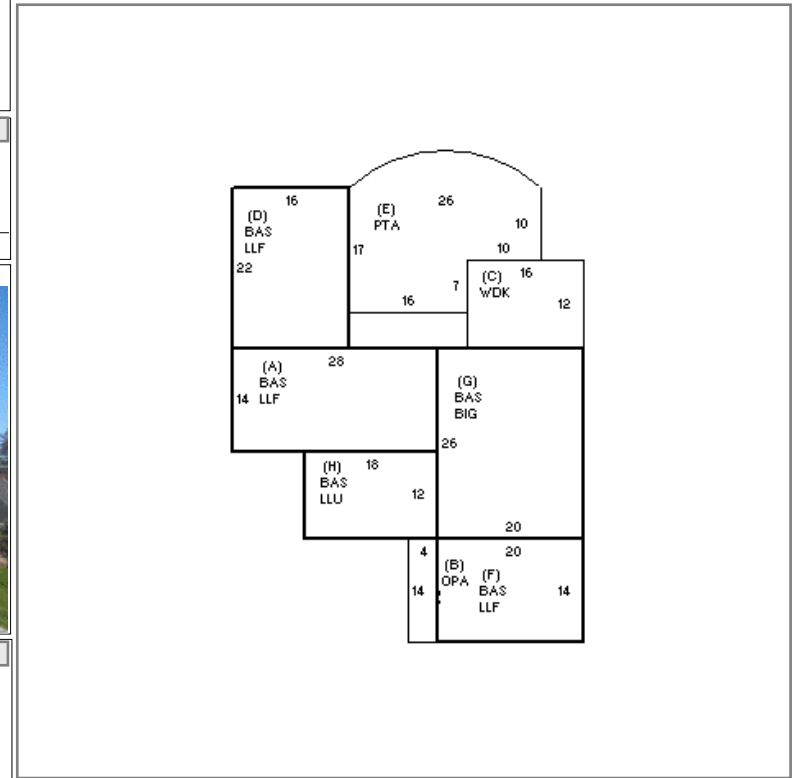 16
(D)
BAS
LLF
22
(E)
PTA
26
10
10
17
7
16
(C)
WDK
16
12
(A)
BAS
LLF
28
14
(G)
BAS
BIG
26
20
(H)
BAS
LLU
18
12
4
14
(B)
OPA
20
(F)
BAS
LLF
14